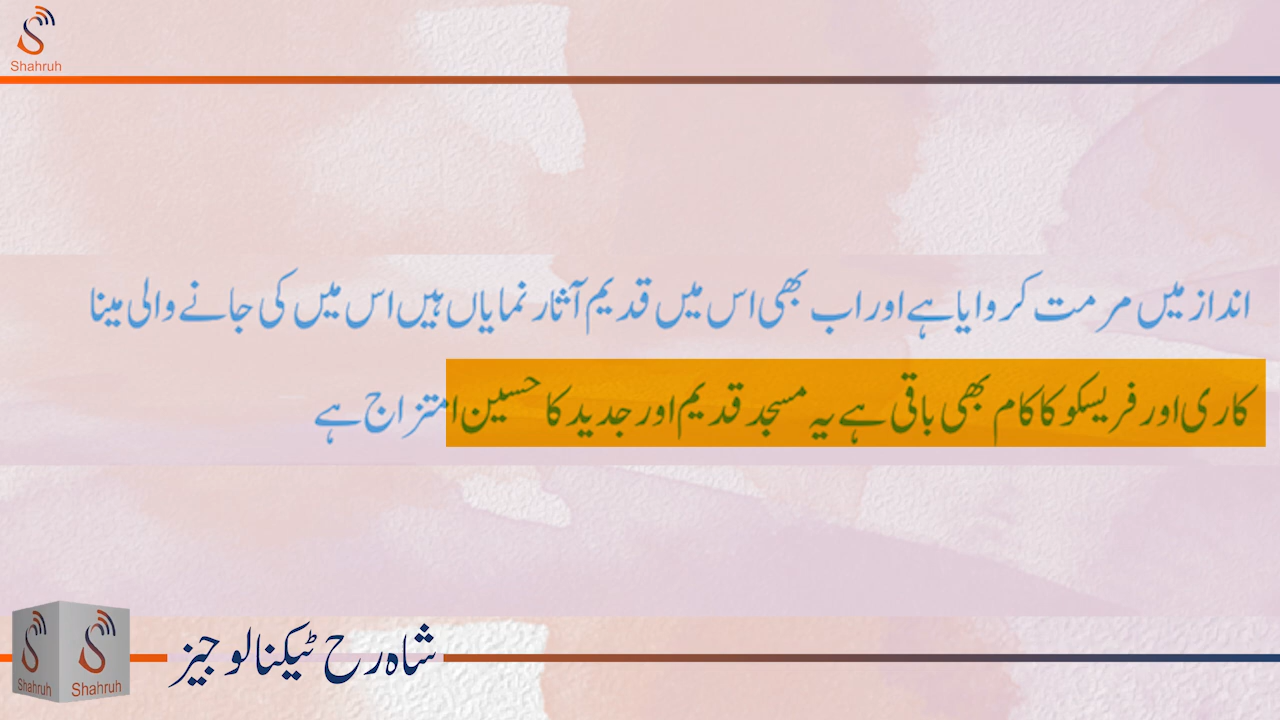 Shahruh
انداز میں مرمت کروایا ہے اور اب بھی اس میں قدیم آثار نمایاں ہیں اس میں کی جانے والی مینا
کاری اور فریسکو کا کام بھی باقی ہے یہ مسجد قدیم اور جدید کا حسین امتزاج ہے
شاہ رح ٹیکنالوجیز
Shahruh Shahruh